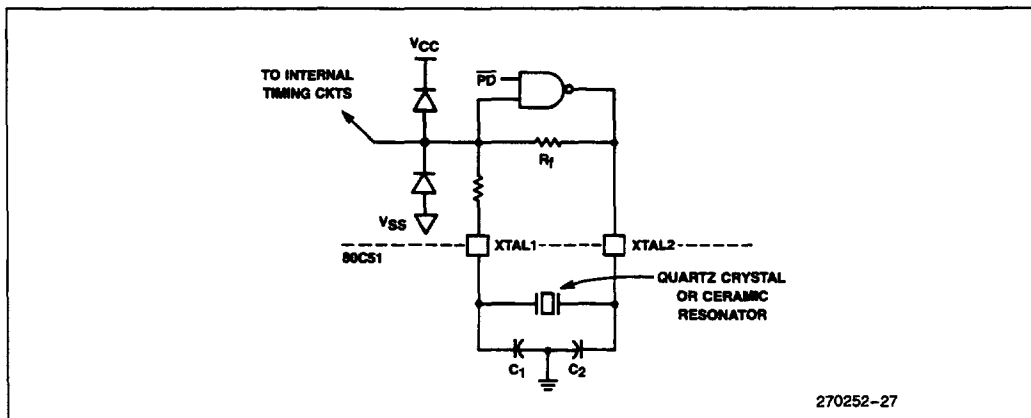 VCC
TO INTERNAL
TIMING CKTS
PD
Rf
VSS
80C51
XTAL1
XTAL2
QUARTZ CRYSTAL
OR CERAMIC
RESONATOR
C1
C2
270252-27